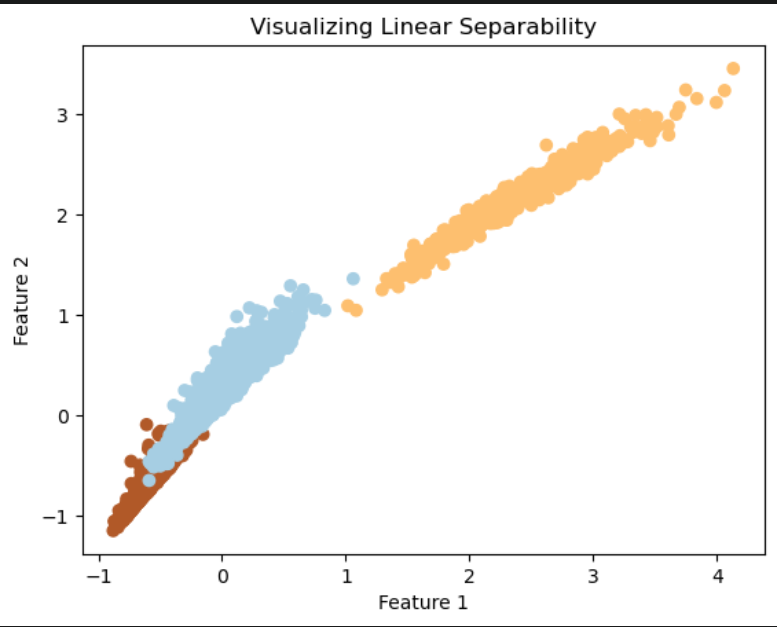 Visualizing Linear Separability
3
2
1
0
−1
Feature 2
−1 0 1 2 3 4
Feature 1